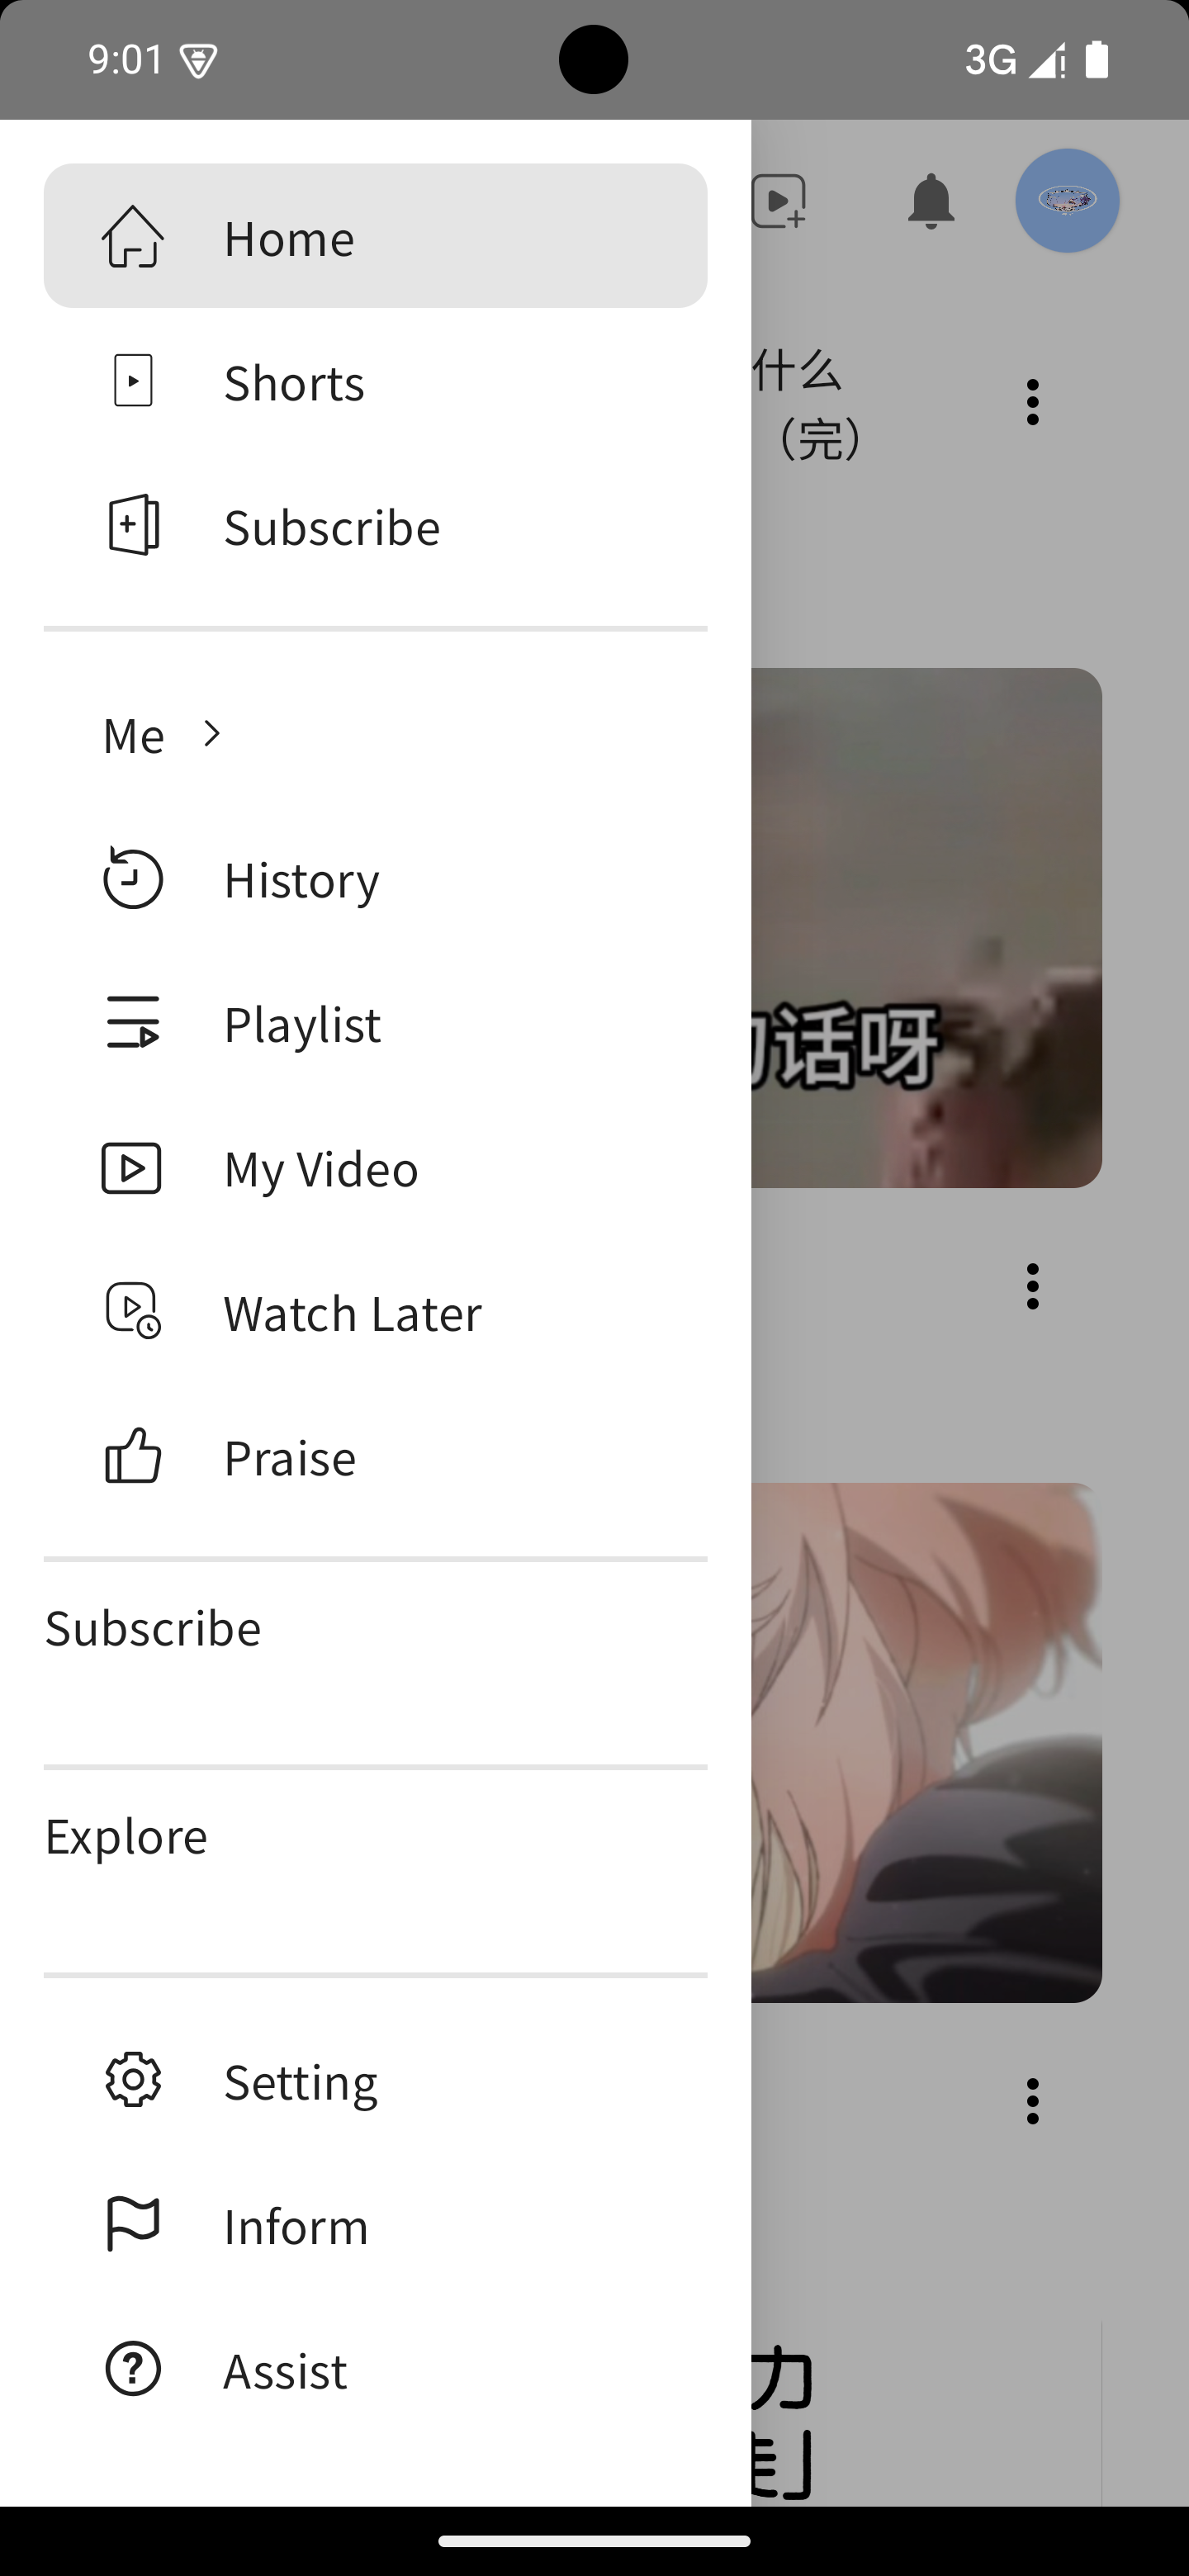 9:01
3G
Home
什么
Shorts
（完）
Subscribe
Me
History
Playlist
话呀
My Video
Watch Later
Praise
Subscribe
Explore
Setting
Inform
Assist
力